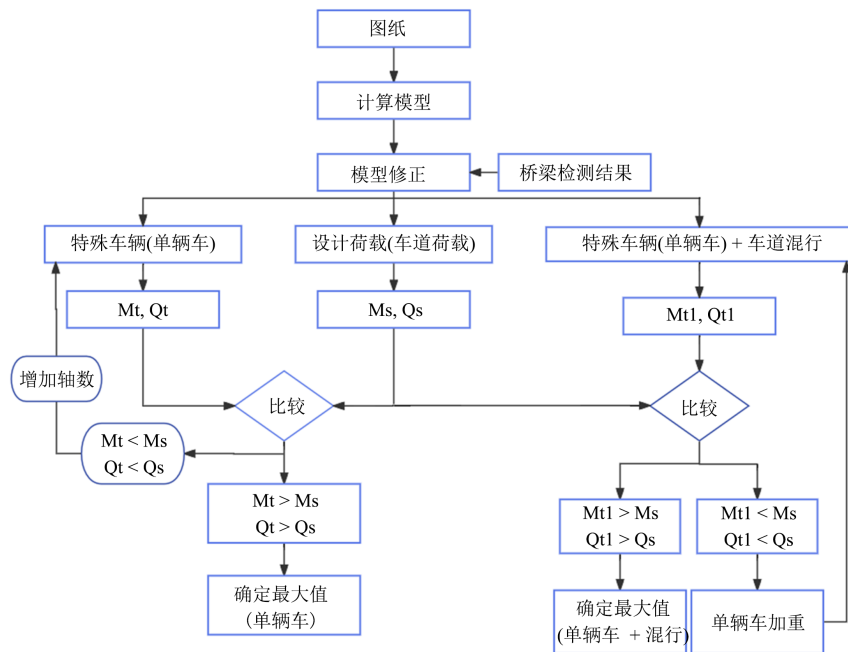 图纸
计算模型
模型修正
桥梁检测结果
特殊车辆(单辆车)
设计荷载(车道荷载)
特殊车辆(单辆车) + 车道混行
Mt, Qt
Ms, Qs
Mt1, Qt1
增加轴数
比较
比较
Mt < Ms
Qt < Qs
Mt > Ms
Qt > Qs
Mt1 > Ms
Qt1 > Qs
Mt1 < Ms
Qt1 < Qs
确定最大值
(单辆车)
确定最大值
(单辆车 + 混行)
单辆车加重